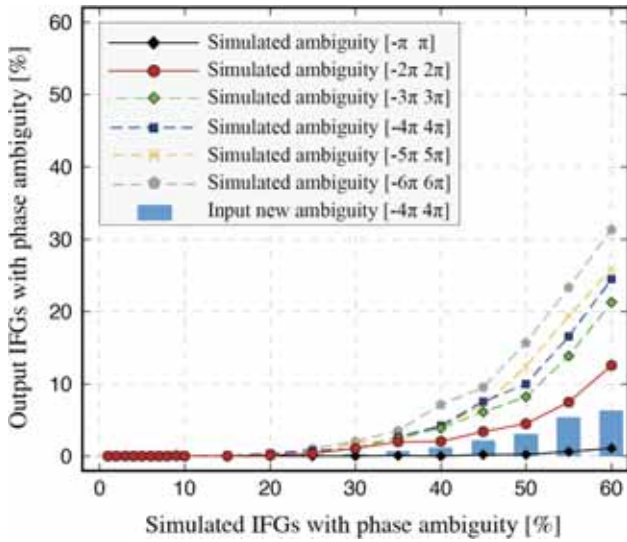 60
50
40
30
20
10
0
Output IFGs with phase ambiguity [%]
Simulated ambiguity [-π π]
Simulated ambiguity [-2π 2π]
Simulated ambiguity [-3π 3π]
Simulated ambiguity [-4π 4π]
Simulated ambiguity [-5π 5π]
Simulated ambiguity [-6π 6π]
Input new ambiguity [-4π 4π]
0 10 20 30 40 50 60
Simulated IFGs with phase ambiguity [%]